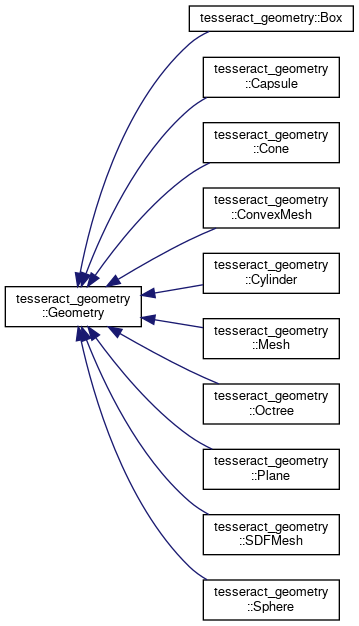 tesseract_geometry::Box
tesseract_geometry
::Capsule
tesseract_geometry
::Cone
tesseract_geometry
::ConvexMesh
tesseract_geometry
::Cylinder
tesseract_geometry
::Geometry
tesseract_geometry
::Mesh
tesseract_geometry
::Octree
tesseract_geometry
::Plane
tesseract_geometry
::SDFMesh
tesseract_geometry
::Sphere